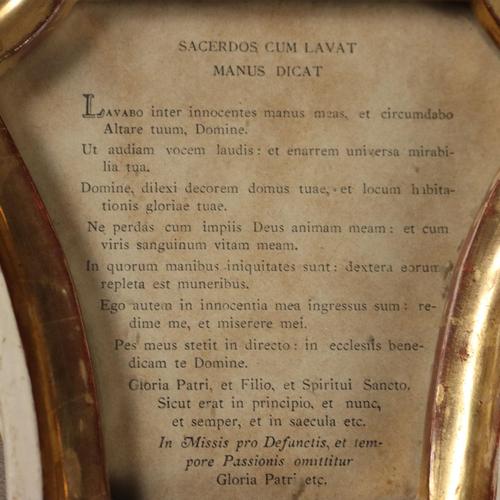 SACERDOS CUM LAVAT
MANUS DICAT
LAVABO inter innocentes manus meas, et circumdabo
Altare tuum, Domine.
Ut audiam vocem laudis : et enarrem universa mirabi-
lia tua.
Domine, dilexi decorem domus tuae, et locum habita-
tionis gloriae tuae.
Ne perdas cum impiis Deus animam meam : et cum
viris sanguinum vitam meam.
In quorum manibus iniquitates sunt : dextera eorum
repleta est muneribus.
Ego autem in innocentia mea ingressus sum : re-
dime me, et miserere mei.
Pes meus stetit in directo : in ecclesiis bene-
dicam te Domine.
Gloria Patri, et Filio, et Spiritui Sancto.
Sicut erat in principio, et nunc,
et semper, et in saecula etc.
In Missis pro Defunctis, et tem-
pore Passionis omittitur
Gloria Patri etc.